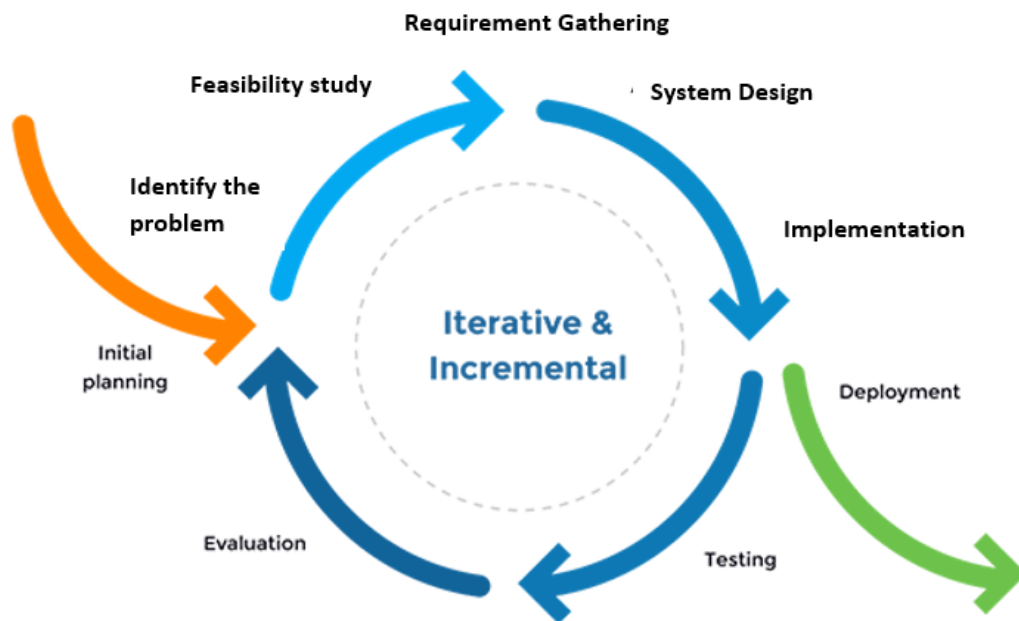 Requirement Gathering
Feasibility study
System Design
Identify the
problem
Implementation
Iterative &
Incremental
Initial
planning
Deployment
Evaluation
Testing